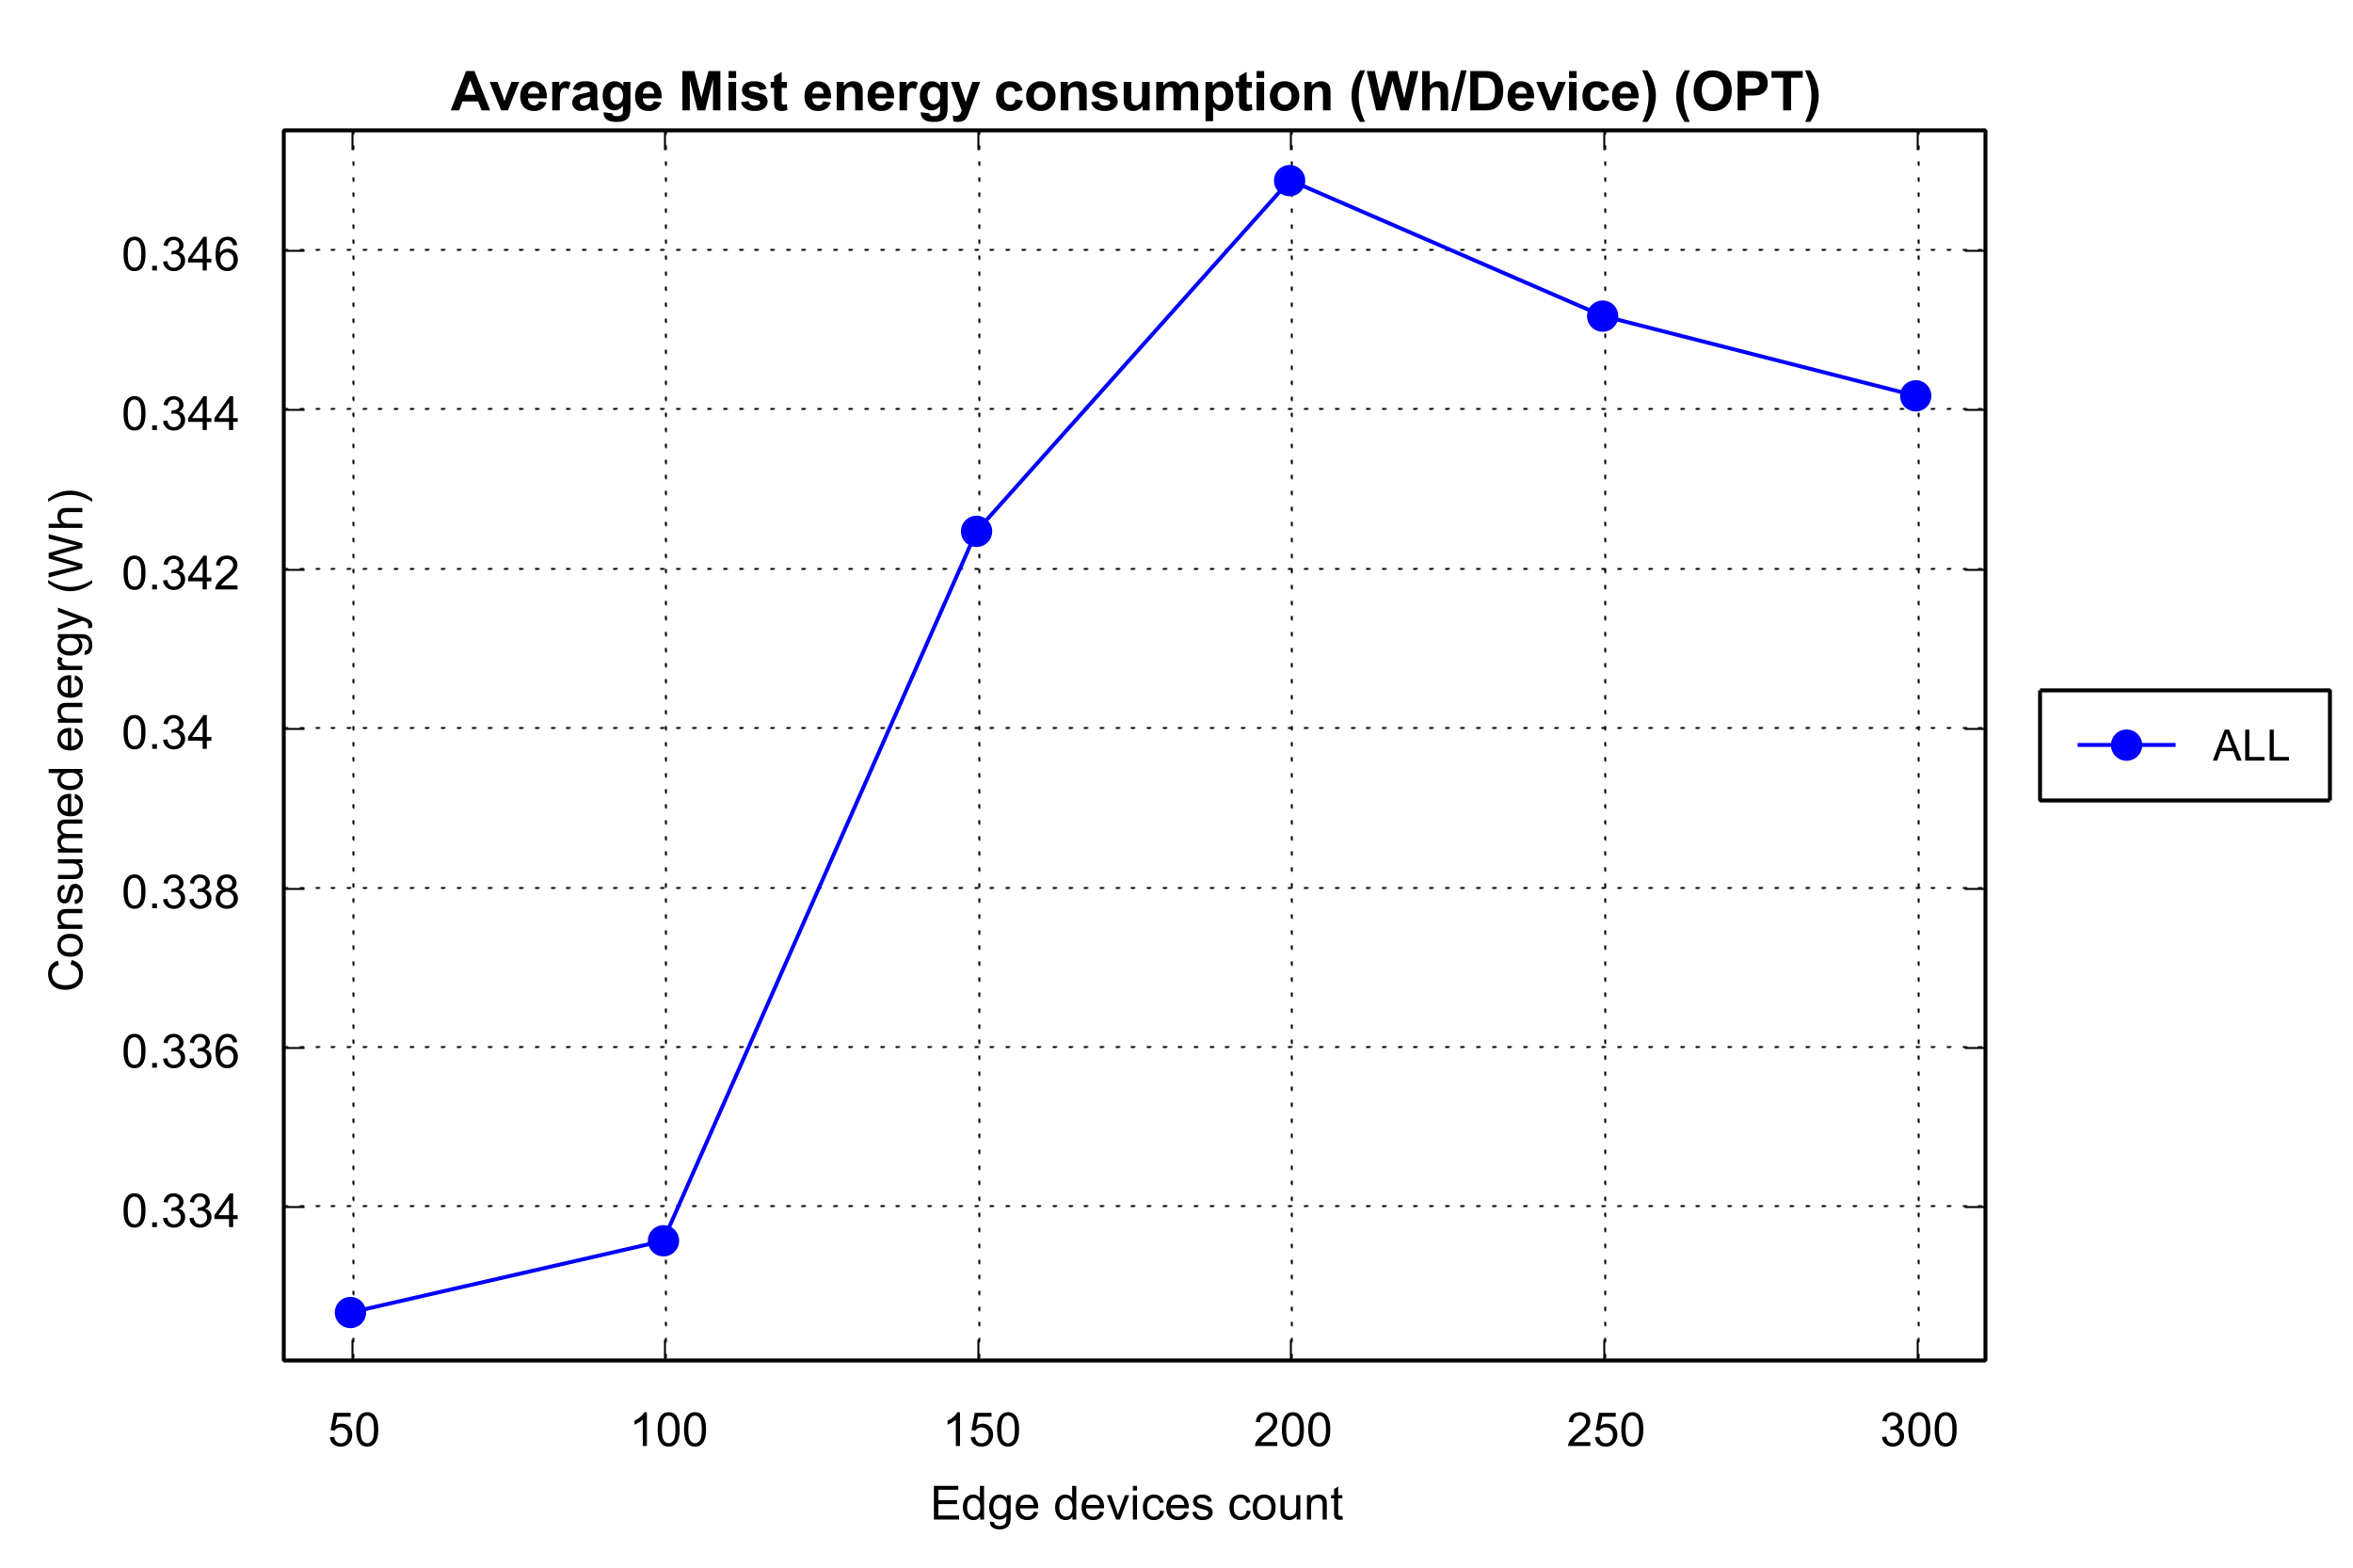 Average Mist energy consumption (Wh/Device) (OPT)
Consumed energy (Wh)
0.346
0.344
0.342
0.34
0.338
0.336
0.334
ALL
50 100 150 200 250 300
Edge devices count